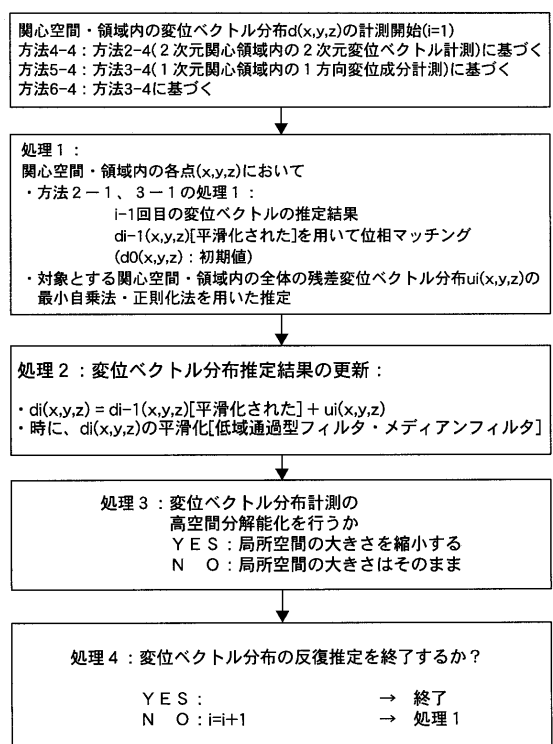 関心空間・領域内の変位ベクトル分布d(x,y,z)の計測開始(i=1)
方法4-4：方法2-4(２次元関心領域内の２次元変位ベクトル計測)に基づく
方法5-4：方法3-4(１次元関心領域内の１方向変位成分計測)に基づく
方法6-4：方法3-4に基づく
処理１：
関心空間・領域内の各点(x,y,z)において
・方法２－１、３－１の処理１：
i-1回目の変位ベクトルの推定結果
di-1(x,y,z)[平滑化された]を用いて位相マッチング
(d0(x,y,z)：初期値)
・対象とする関心空間・領域内の全体の残差変位ベクトル分布ui(x,y,z)の
最小自乗法・正則化法を用いた推定
処理２：変位ベクトル分布推定結果の更新：
・di(x,y,z) = di-1(x,y,z)[平滑化された] + ui(x,y,z)
・時に、di(x,y,z)の平滑化[低域通過型フィルタ・メディアンフィルタ]
処理３：変位ベクトル分布計測の
高空間分解能化を行うか
ＹＥＳ：局所空間の大きさを縮小する
Ｎ　Ｏ：局所空間の大きさはそのまま
処理４：変位ベクトル分布の反復推定を終了するか？
ＹＥＳ： → 終了
Ｎ　Ｏ：i=i+1 → 処理１